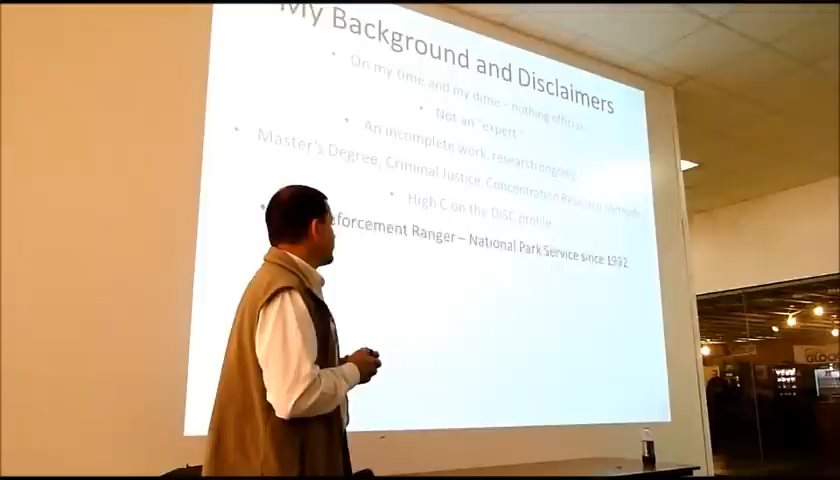 My Background and Disclaimers
• On my time and my dime – nothing official
• Not an "expert"
• An incomplete work, research ongoing
• Master's Degree, Criminal Justice, Concentration Research Methods
• High C on the DiSC profile
Ranger – National Park Service since 1992
GLOCK